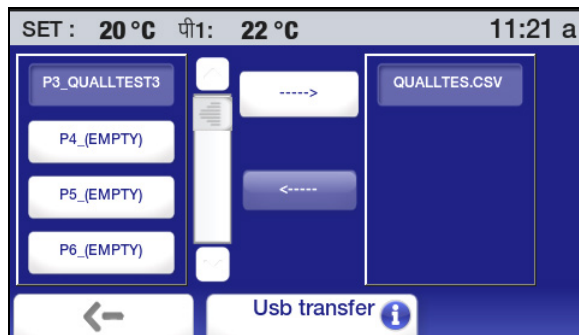 SET : 20 °C पी1: 22 °C 11:21 a
P3_QUALLTEST3
P4_(EMPTY)
P5_(EMPTY)
P6_(EMPTY)
----->
<-----
QUALLTES.CSV
Usb transfer